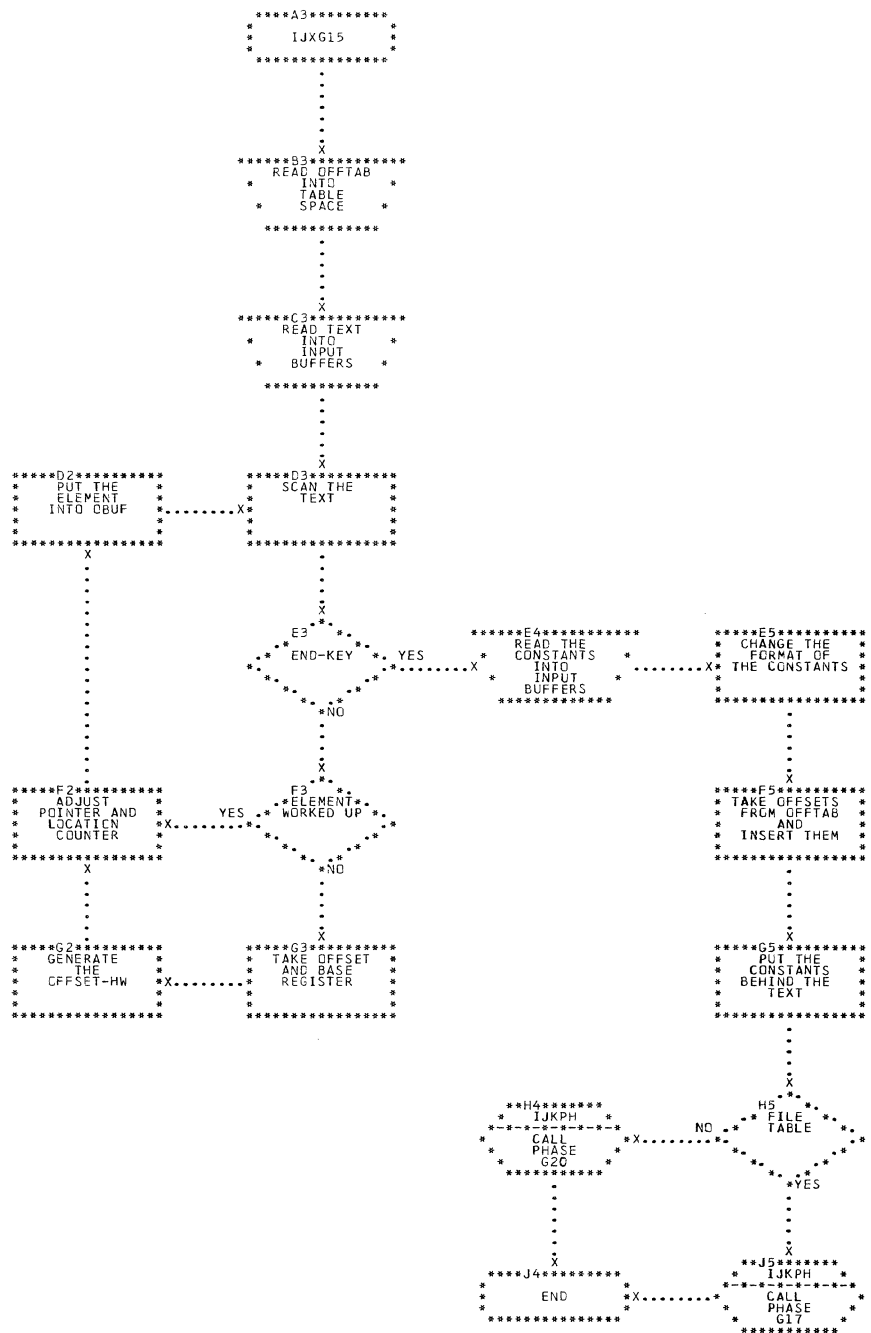 A3
IJXG15
B3
READ OFFTAB
INTO
TABLE
SPACE
C3
READ TEXT
INTO
INPUT
BUFFERS
D2
PUT THE
ELEMENT
INTO OBUF
D3
SCAN THE
TEXT
E3
END-KEY
YES
NO
E4
READ THE
CONSTANTS
INTO
INPUT
BUFFERS
E5
CHANGE THE
FORMAT OF
THE CONSTANTS
F2
ADJUST
POINTER AND
LOCATION
COUNTER
YES
F3
ELEMENT
WORKED UP
NO
F5
TAKE OFFSETS
FROM OFFTAB
AND
INSERT THEM
G2
GENERATE
THE
OFFSET-HW
G3
TAKE OFFSET
AND BASE
REGISTER
G5
PUT THE
CONSTANTS
BEHIND THE
TEXT
H4
IJKPH
CALL
PHASE
G20
NO
H5
FILE
TABLE
YES
J4
END
J5
IJKPH
CALL
PHASE
G17